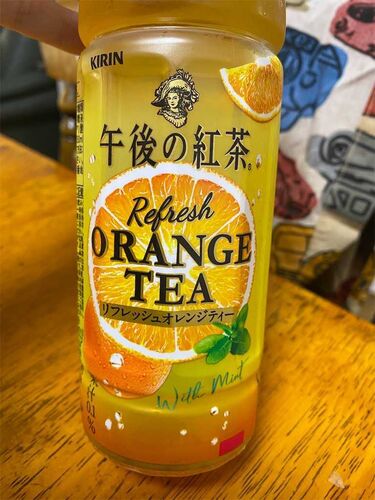 KIRIN
午後の紅茶®
Refresh
ORANGE
TEA
リフレッシュオレンジティー
With Mint